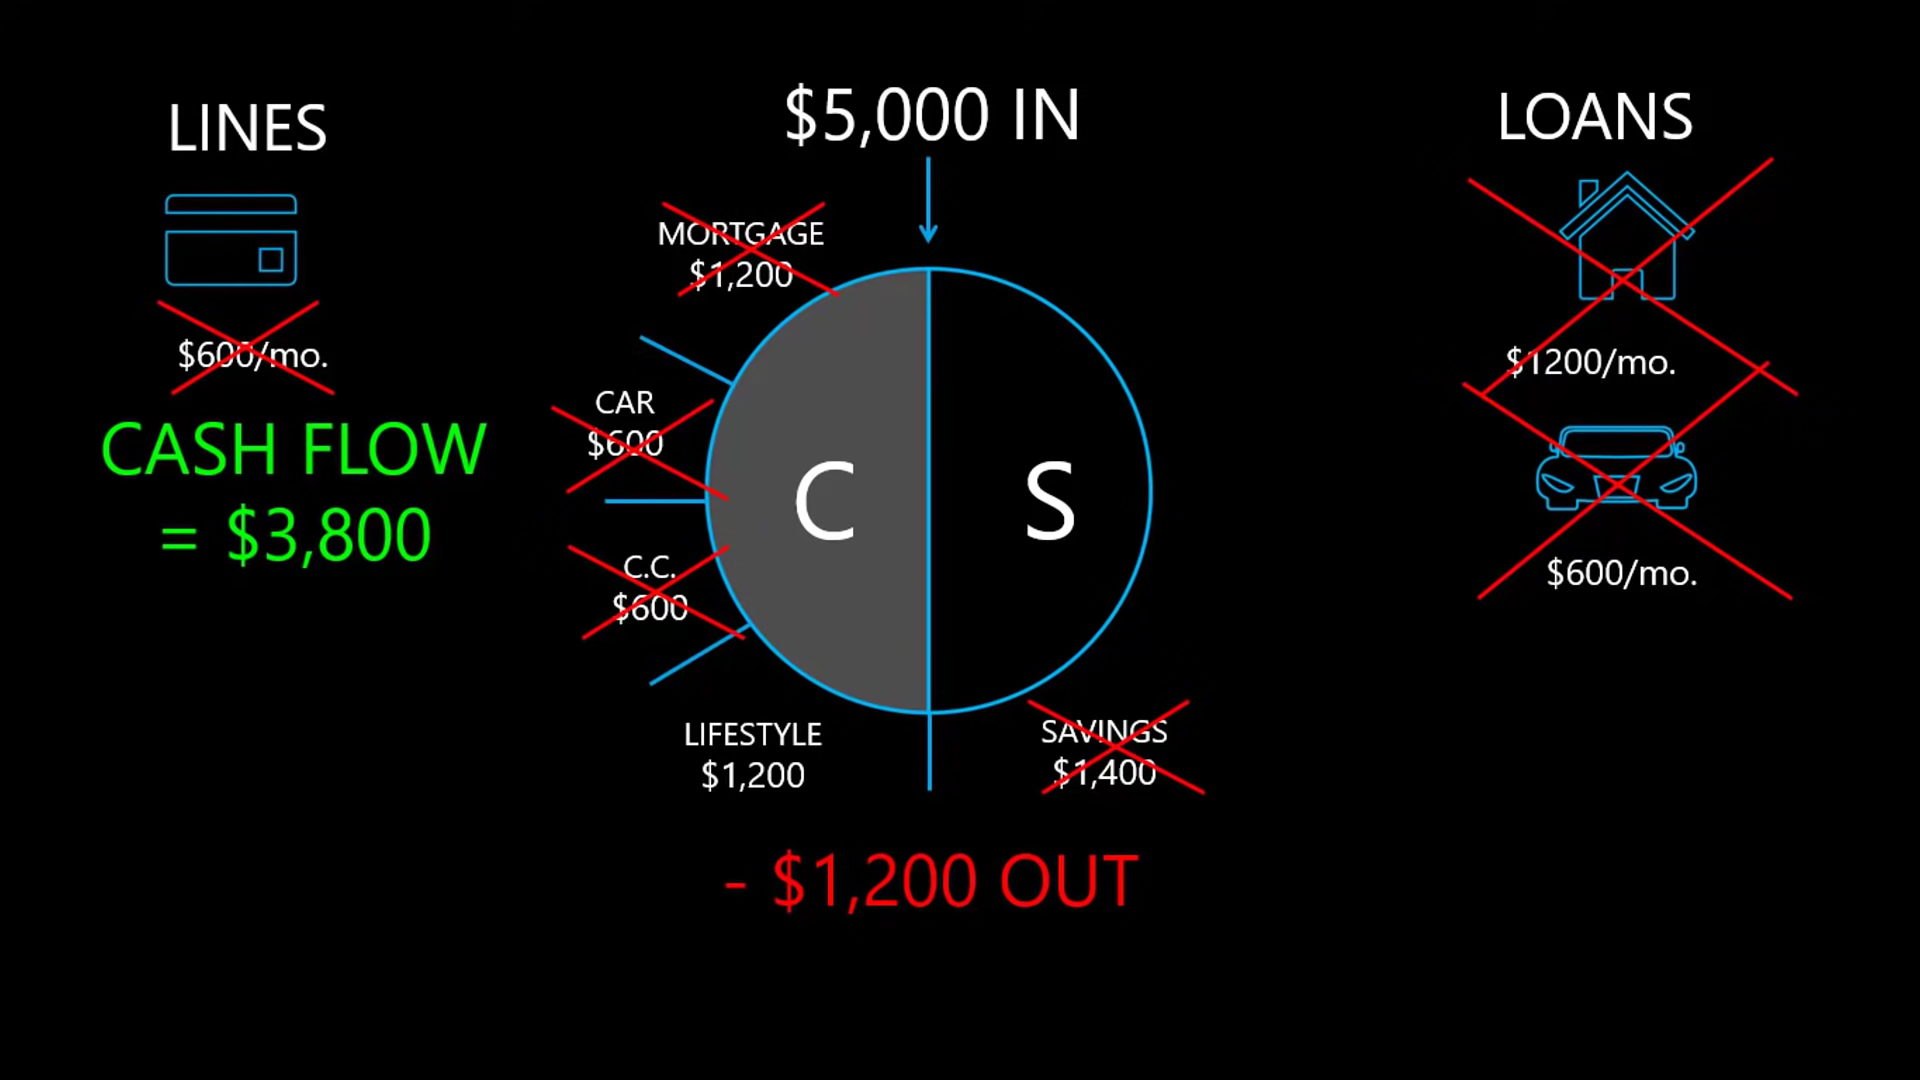 LINES
$600/mo.
CASH FLOW
= $3,800
$5,000 IN
MORTGAGE
$1,200
CAR
$600
C.C.
$600
LIFESTYLE
$1,200
C
S
SAVINGS
$1,400
- $1,200 OUT
LOANS
$1200/mo.
$600/mo.